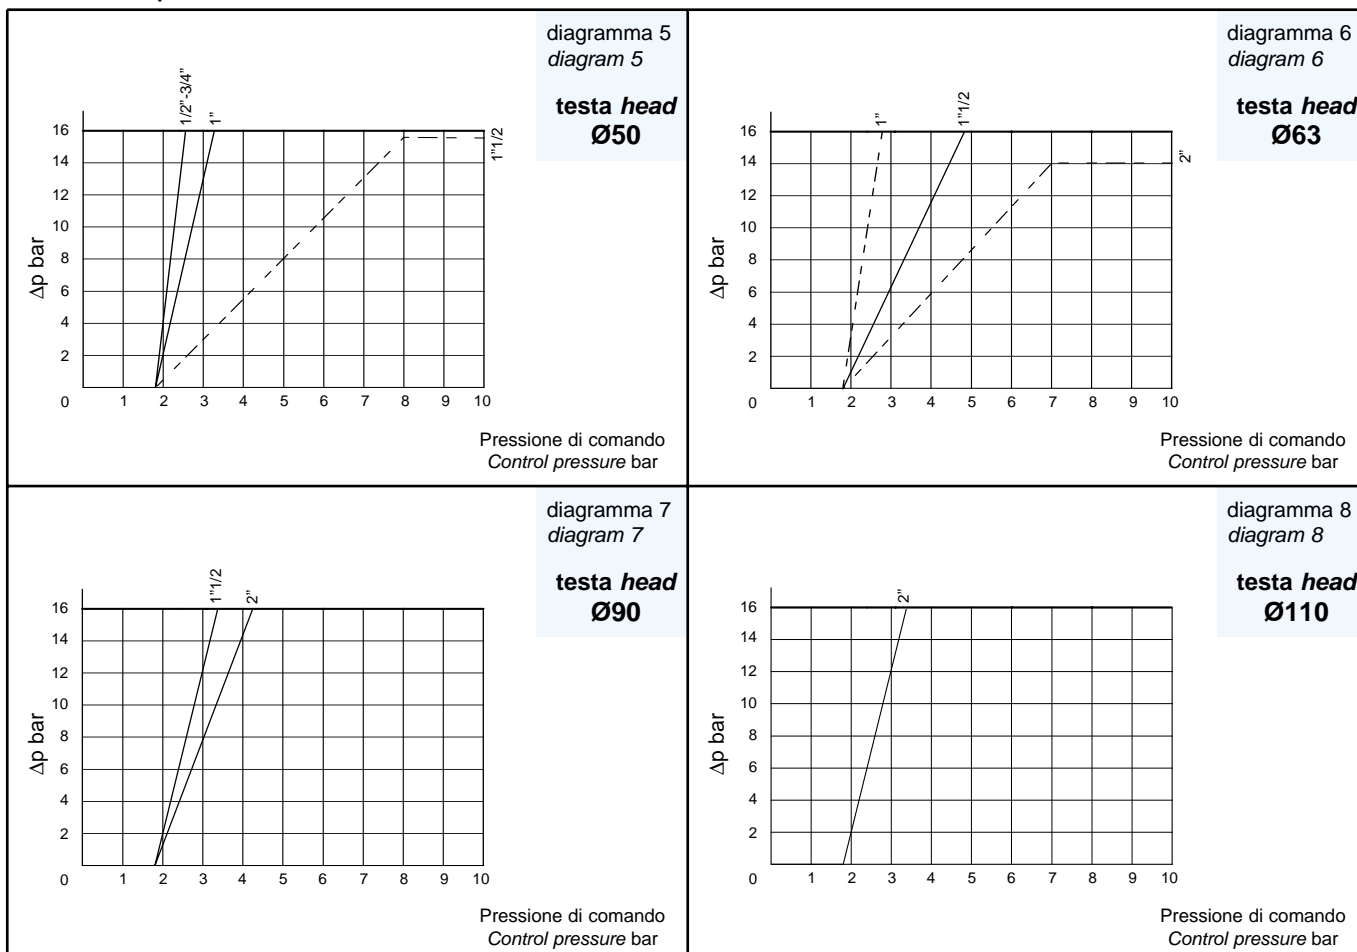 diagramma 5
diagram 5
testa head
Ø50
1/2”-3/4”
1”
1”1/2
16
14
12
10
8
6
4
2
0
1 2 3 4 5 6 7 8 9 10
Δp bar
Pressione di comando
Control pressure bar
diagramma 6
diagram 6
testa head
Ø63
1”
1”1/2
2”
16
14
12
10
8
6
4
2
0
1 2 3 4 5 6 7 8 9 10
Δp bar
Pressione di comando
Control pressure bar
diagramma 7
diagram 7
testa head
Ø90
1”1/2
2”
16
14
12
10
8
6
4
2
0
1 2 3 4 5 6 7 8 9 10
Δp bar
Pressione di comando
Control pressure bar
diagramma 8
diagram 8
testa head
Ø110
2”
16
14
12
10
8
6
4
2
0
1 2 3 4 5 6 7 8 9 10
Δp bar
Pressione di comando
Control pressure bar